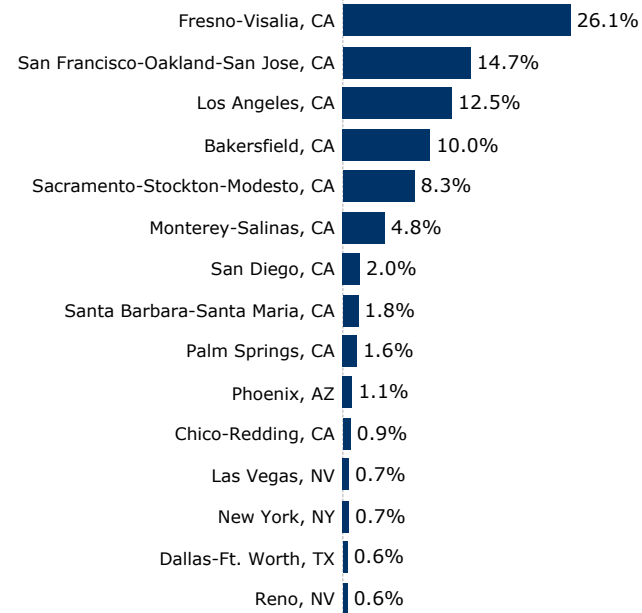 Fresno-Visalia, CA 26.1%
San Francisco-Oakland-San Jose, CA 14.7%
Los Angeles, CA 12.5%
Bakersfield, CA 10.0%
Sacramento-Stockton-Modesto, CA 8.3%
Monterey-Salinas, CA 4.8%
San Diego, CA 2.0%
Santa Barbara-Santa Maria, CA 1.8%
Palm Springs, CA 1.6%
Phoenix, AZ 1.1%
Chico-Redding, CA 0.9%
Las Vegas, NV 0.7%
New York, NY 0.7%
Dallas-Ft. Worth, TX 0.6%
Reno, NV 0.6%